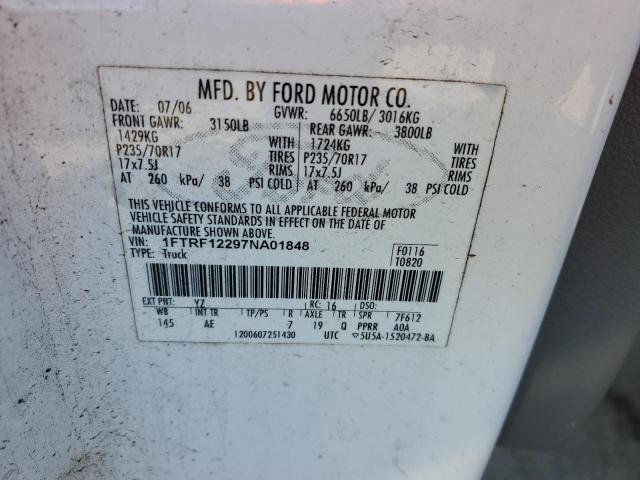 MFD. BY FORD MOTOR CO.
DATE: 07/06 GVWR: 6650LB/ 3016KG
FRONT GAWR: 3150LB REAR GAWR: 3800LB
1429KG 1724KG
P235/70R17 TIRES P235/70R17 TIRES
17x7.5J RIMS 17x7.5J RIMS
AT 260 kPa/ 38 PSI COLD AT 260 kPa/ 38 PSI COLD
THIS VEHICLE CONFORMS TO ALL APPLICABLE FEDERAL MOTOR
VEHICLE SAFETY STANDARDS IN EFFECT ON THE DATE OF
MANUFACTURE SHOWN ABOVE.
VIN: 1FTRF12297NA01848 F0116
TYPE: Truck T0820
EXT PNT: YZ RC: 16 DSO:
WB INT TR TP/PS R AXLE TR SPR 7F612
145 AE 7 19 Q PPRR AOA
1200607251430 UTC ▽5U5A-1520472-BA
Ford